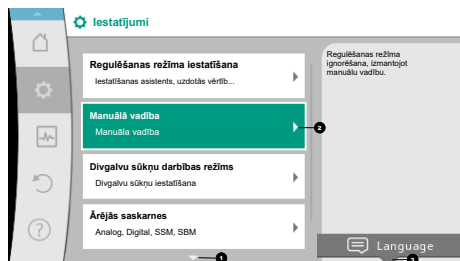 Iestatījumi
Regulēšanas režīma iestatīšana
Iestatīšanas asistents, uzdotās vērtīb...
Manuālā vadība
Manuāla vadība
Divgalvu sūkņu darbības režīms
Divgalvu sūkņu iestatīšana
Ārējās saskarnes
Analog, Digital, SSM, SBM
Regulēšanas režīma
ignorēšana, izmantojot
manuālu vadību.
2
1
Language
3